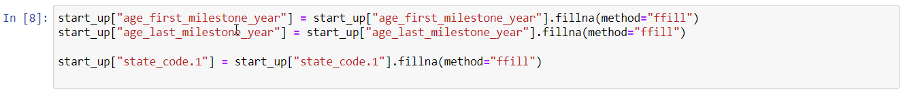 In [8]: start_up["age_first_milestone_year"] = start_up["age_first_milestone_year"].fillna(method="ffill")
start_up["age_last_milestone_year"] = start_up["age_last_milestone_year"].fillna(method="ffill")
start_up["state_code.1"] = start_up["state_code.1"].fillna(method="ffill")